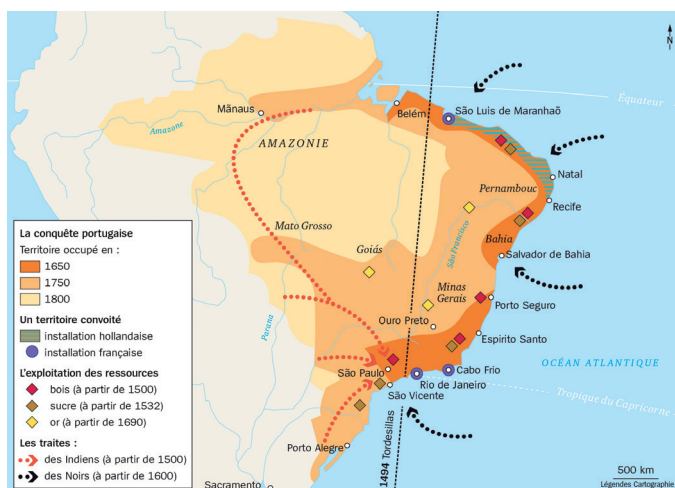 N
Équateur
Mãnaus
Belém
São Luis de Maranhaõ
Amazone
AMAZONIE
Natal
Pernambouc
Recife
Mato Grosso
São Francisco
Bahia
Goiás
Salvador de Bahia
Minas
Gerais
Porto Seguro
Ouro Preto
Parana
Espirito Santo
OCÉAN ATLANTIQUE
São Paulo
Cabo Frio
Rio de Janeiro
São Vicente
Tropique du Capricorne
Porto Alegre
1494 Tordesillas
Sacramento
500 km
Légendes Cartographie
La conquête portugaise
Territoire occupé en :
1650
1750
1800
Un territoire convoité
installation hollandaise
installation française
L'exploitation des ressources
bois (à partir de 1500)
sucre (à partir de 1532)
or (à partir de 1690)
Les traites :
des Indiens (à partir de 1500)
des Noirs (à partir de 1600)